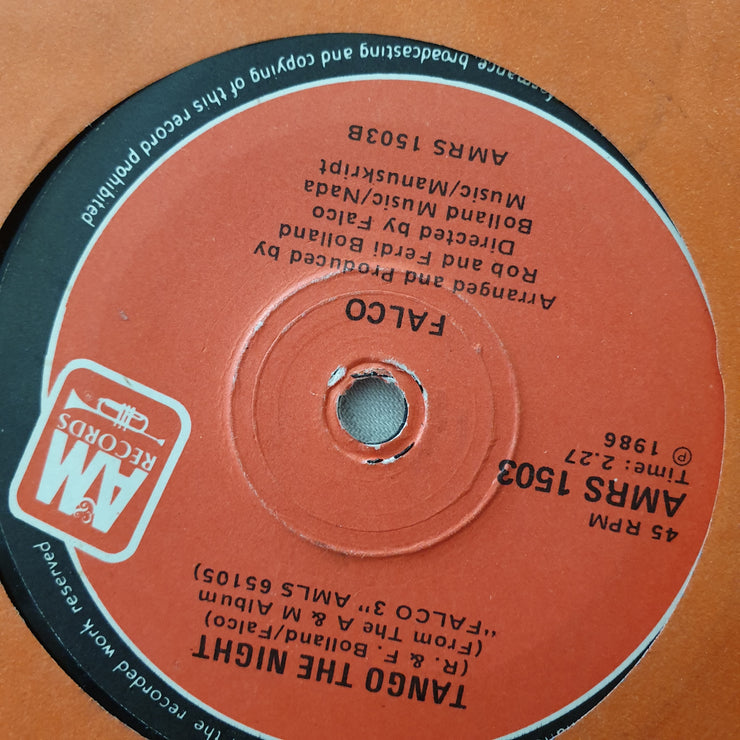 TANGO THE NIGHT
(R. & F. Bolland/Falco)
(From The A & M Album
"FALCO 3" AMLS 65105)
45 RPM
AMRS 1503
Time: 2.27
℗ 1986
AM
RECORDS
FALCO
Arranged and Produced by
Rob and Ferdi Bolland
Directed by Falco
Bolland Music/Nada
Music/Manuskript
AMRS 1503B
the recorded work reserved
broadcasting and copying of this record prohibited